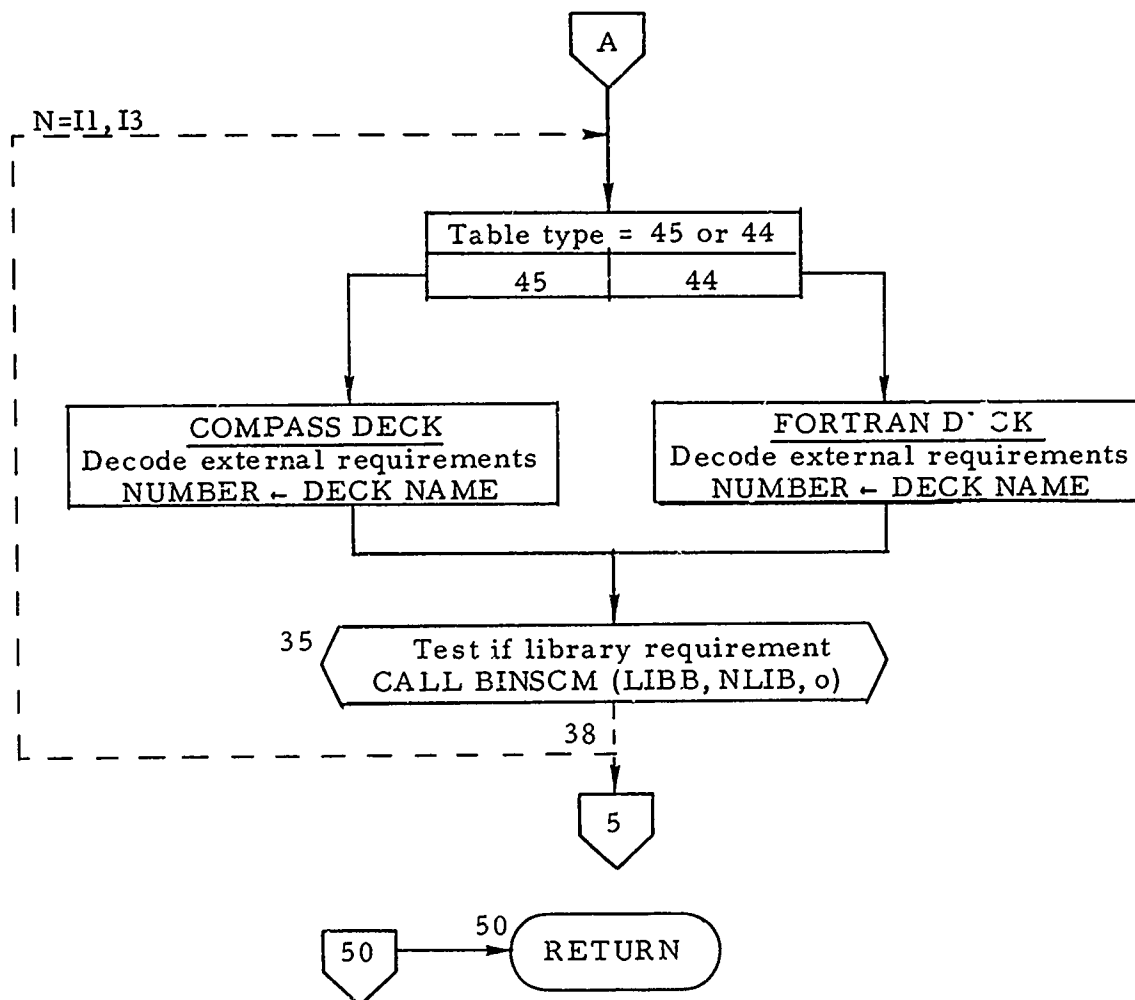 A
N=I1, I3
Table type = 45 or 44
45 44
COMPASS DECK
Decode external requirements
NUMBER ← DECK NAME
FORTRAN
Decode external requirements
NUMBER ← DECK NAME
35
Test if library requirement
CALL BINSCM (LIBB, NLIB, o)
38
5
50
50
RETURN